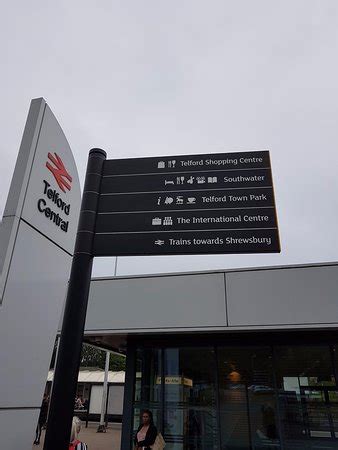 Telford
Central
Telford Shopping Centre
Southwater
Telford Town Park
The International Centre
Trains towards Shrewsbury